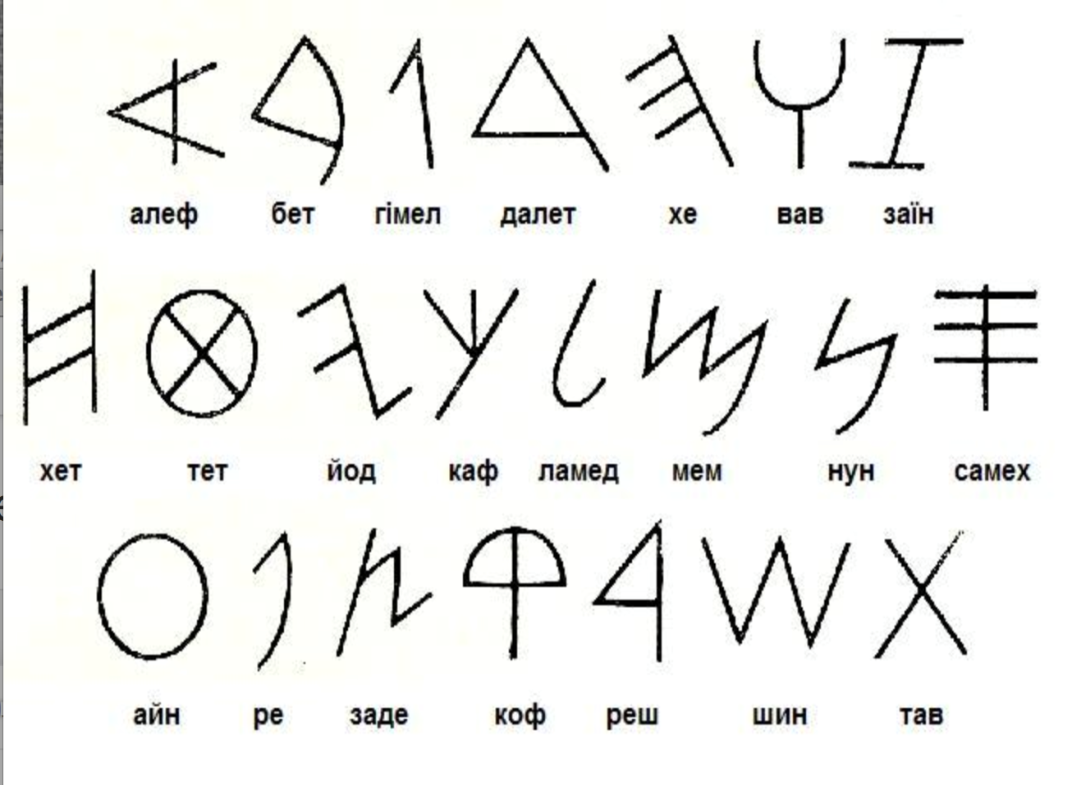 𐤀 𐤁 𐤂 𐤃 𐤄 𐤅 𐤆
алеф бет гімел далет хе вав заїн
𐤇 𐤈 𐤉 𐤊 𐤋 𐤌 𐤍 𐤎
хет тет йод каф ламед мем нун самех
𐤏 𐤐 𐤑 𐤒 𐤓 𐤔 𐤕
айн ре заде коф реш шин тав